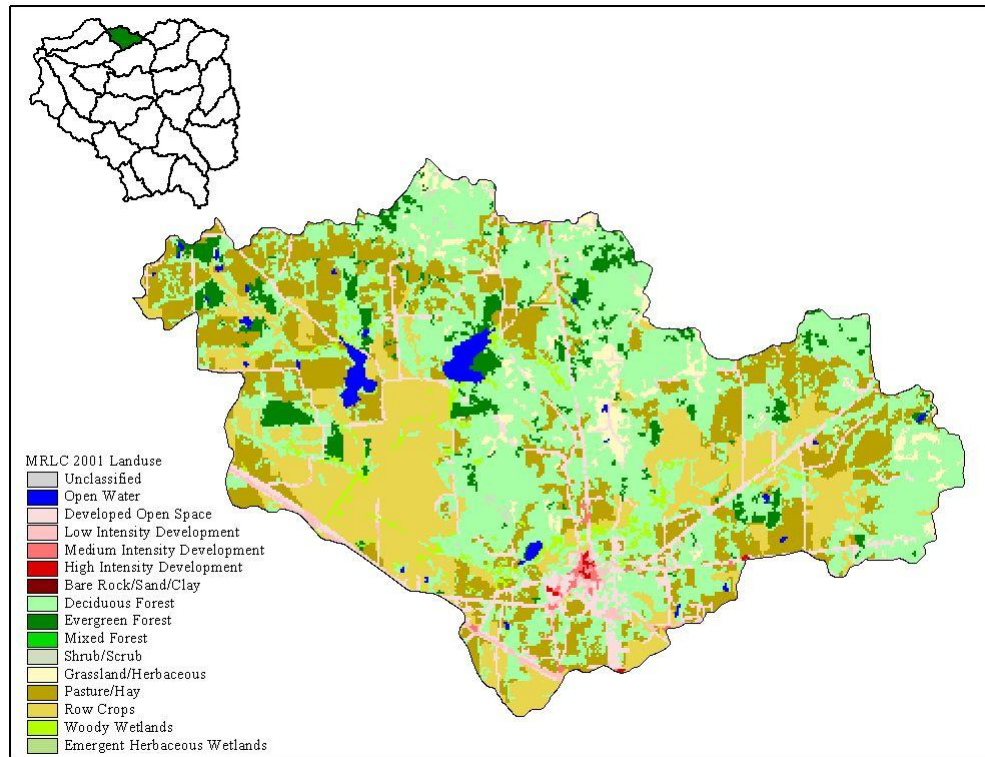 MRLC 2001 Landuse
Unclassified
Open Water
Developed Open Space
Low Intensity Development
Medium Intensity Development
High Intensity Development
Bare Rock/Sand/Clay
Deciduous Forest
Evergreen Forest
Mixed Forest
Shrub/Scrub
Grassland/Herbaceous
Pasture/Hay
Row Crops
Woody Wetlands
Emergent Herbaceous Wetlands